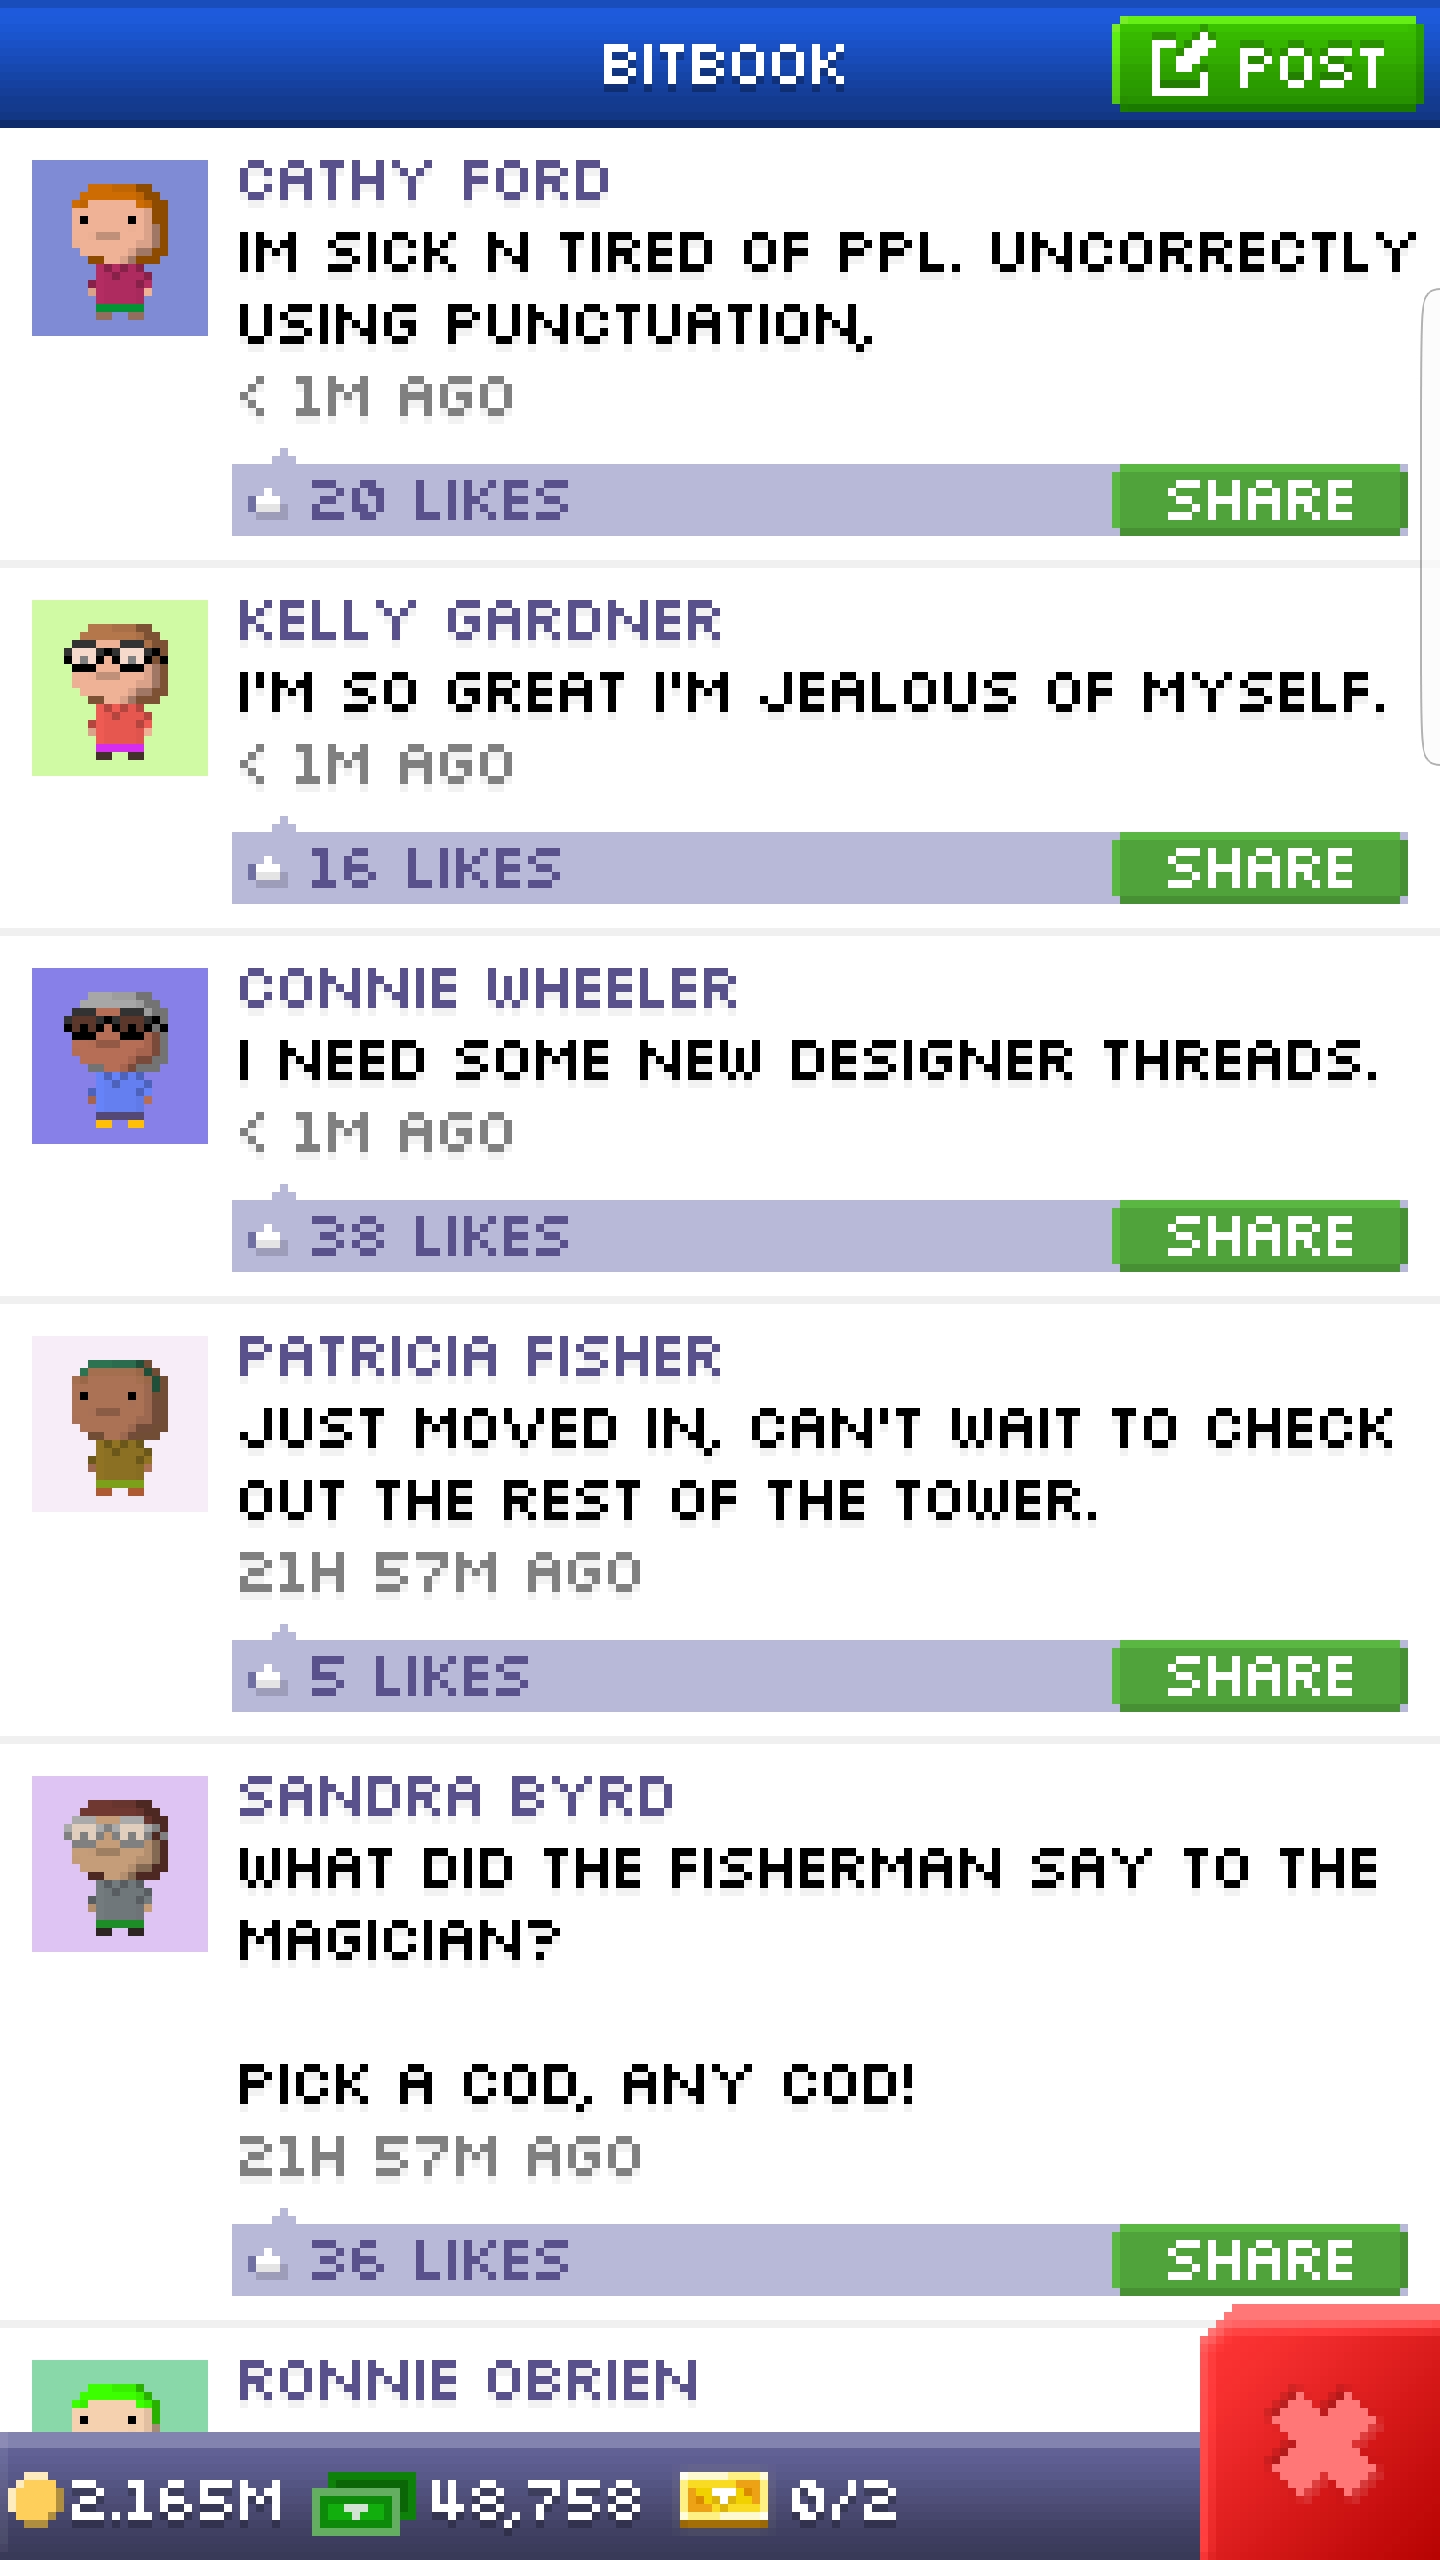 BITBOOK
POST
CATHY FORD
IM SICK N TIRED OF PPL. UNCORRECTLY
USING PUNCTUATION,
< 1M AGO
20 LIKES
SHARE
KELLY GARDNER
I'M SO GREAT I'M JEALOUS OF MYSELF.
< 1M AGO
16 LIKES
SHARE
CONNIE WHEELER
I NEED SOME NEW DESIGNER THREADS.
< 1M AGO
38 LIKES
SHARE
PATRICIA FISHER
JUST MOVED IN, CAN'T WAIT TO CHECK
OUT THE REST OF THE TOWER.
21H 57M AGO
5 LIKES
SHARE
SANDRA BYRD
WHAT DID THE FISHERMAN SAY TO THE
MAGICIAN?
PICK A COD, ANY COD!
21H 57M AGO
36 LIKES
SHARE
RONNIE OBRIEN
2.165M 48,758 0/2